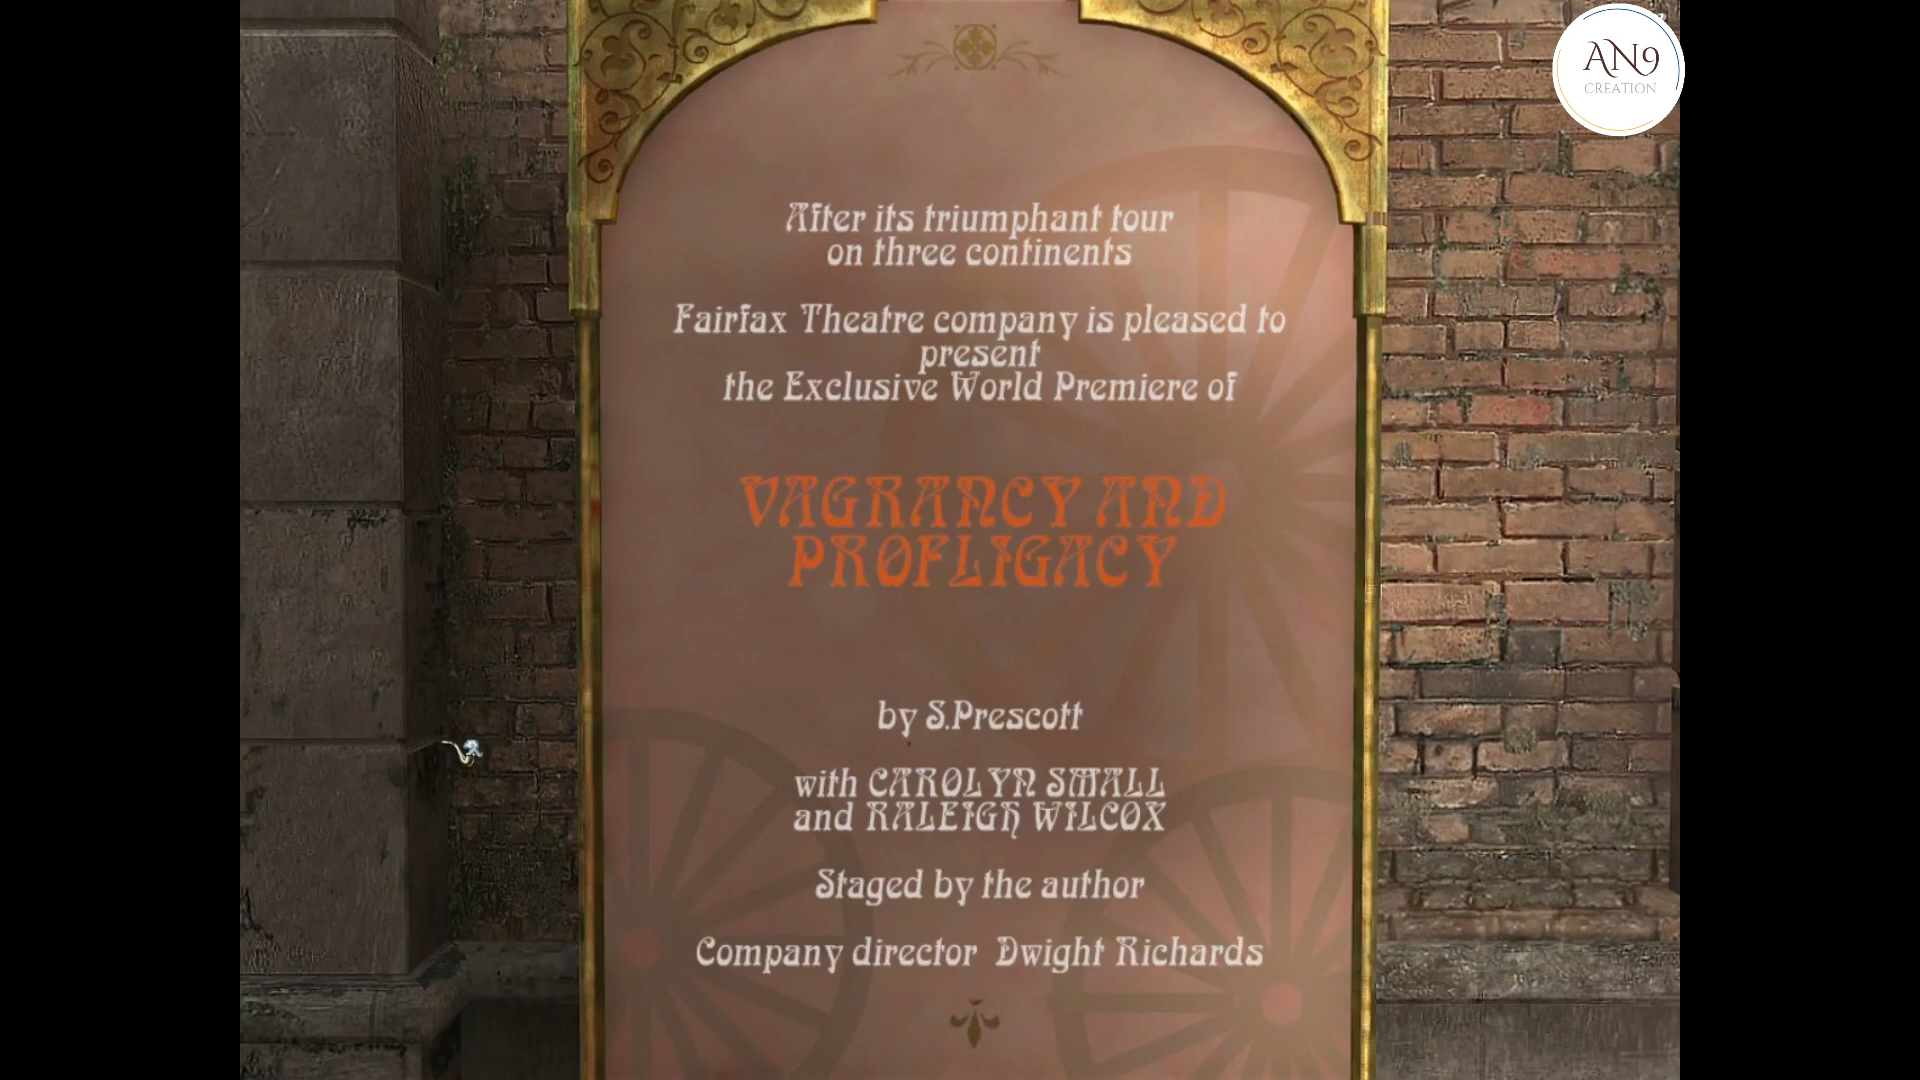 AN9
CREATION
After its triumphant tour
on three continents
Fairfax Theatre company is pleased to
present
the Exclusive World Premiere of
VAGRANCY AND
PROFLIGACY
by S.Prescott
with CAROLYN SMALL
and RALEIGH WILCOX
Staged by the author
Company director Dwight Richards